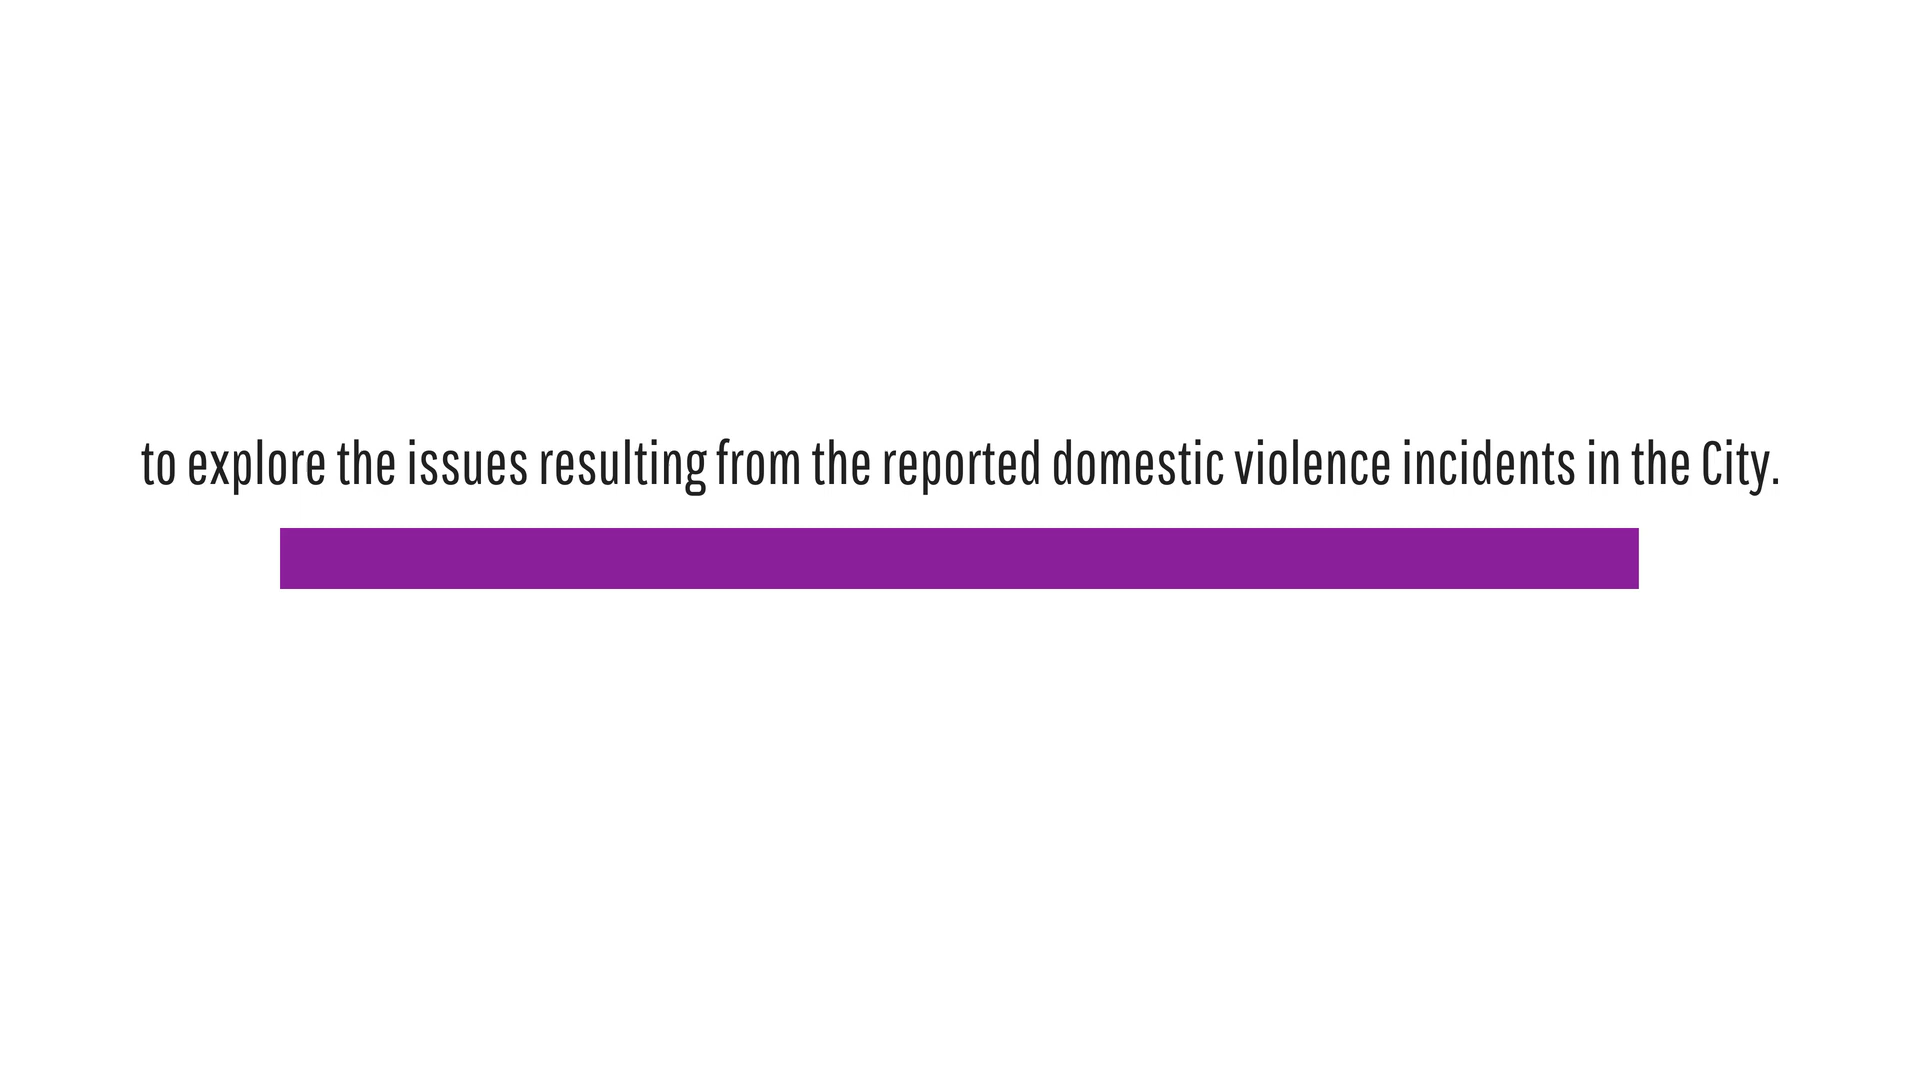 to explore the issues resulting from the reported domestic violence incidents in the City.